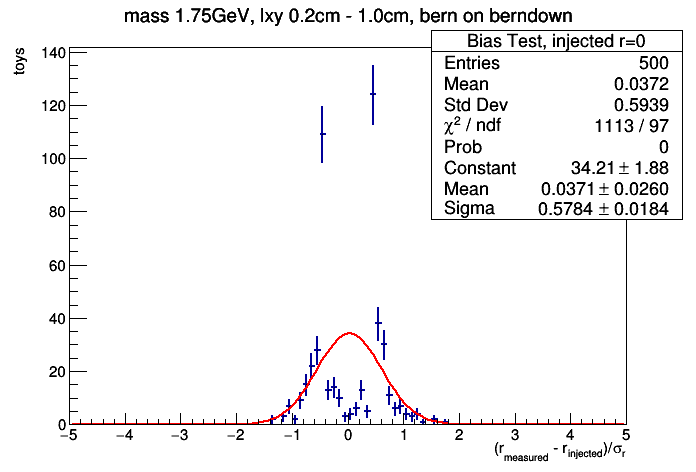 mass 1.75GeV, lxy 0.2cm - 1.0cm, bern on berndown
toys
Bias Test, injected r=0
Entries 500
Mean 0.0372
Std Dev 0.5939
χ² / ndf 1113 / 97
Prob 0
Constant 34.21 ± 1.88
Mean 0.0371 ± 0.0260
Sigma 0.5784 ± 0.0184
140
120
100
80
60
40
20
0
−5 −4 −3 −2 −1 0 1 2 3 4 5
(r_measured - r_injected)/σ_r